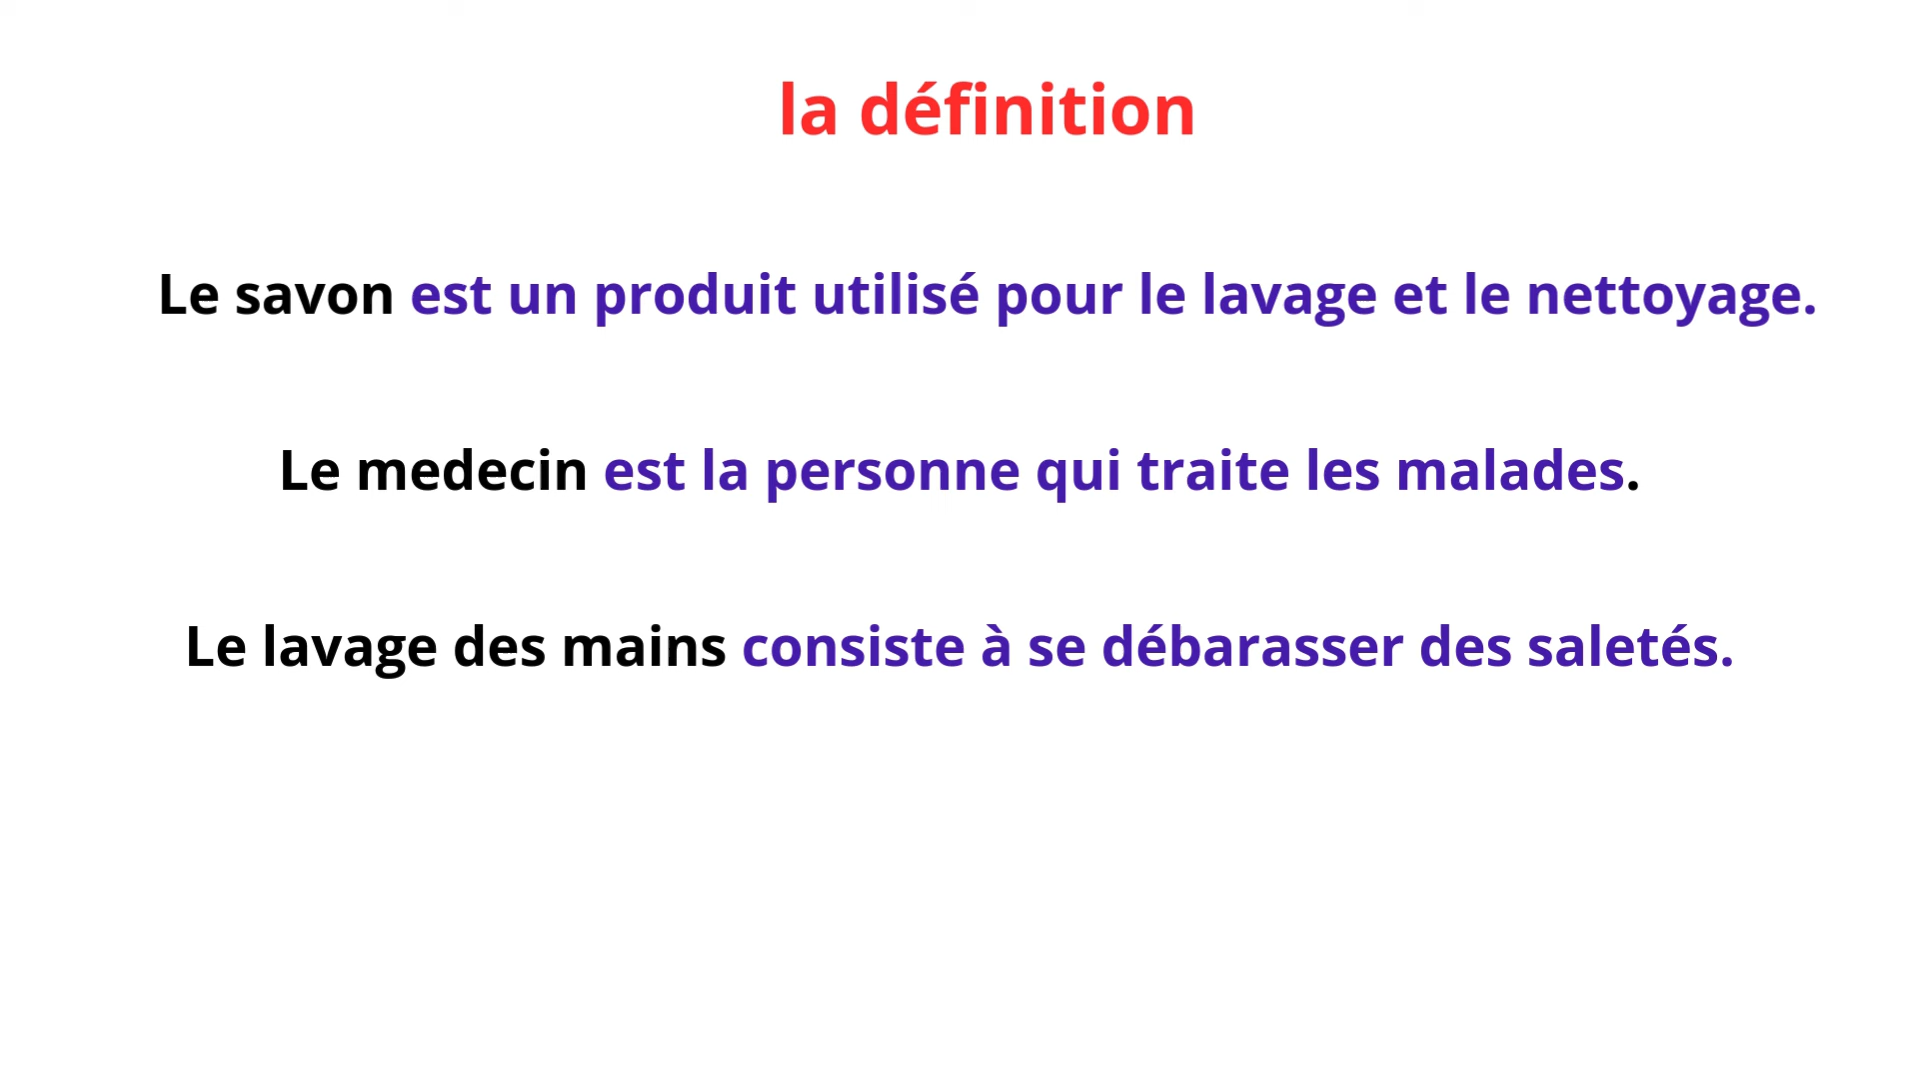 la définition
Le savon est un produit utilisé pour le lavage et le nettoyage.
Le medecin est la personne qui traite les malades.
Le lavage des mains consiste à se débarasser des saletés.